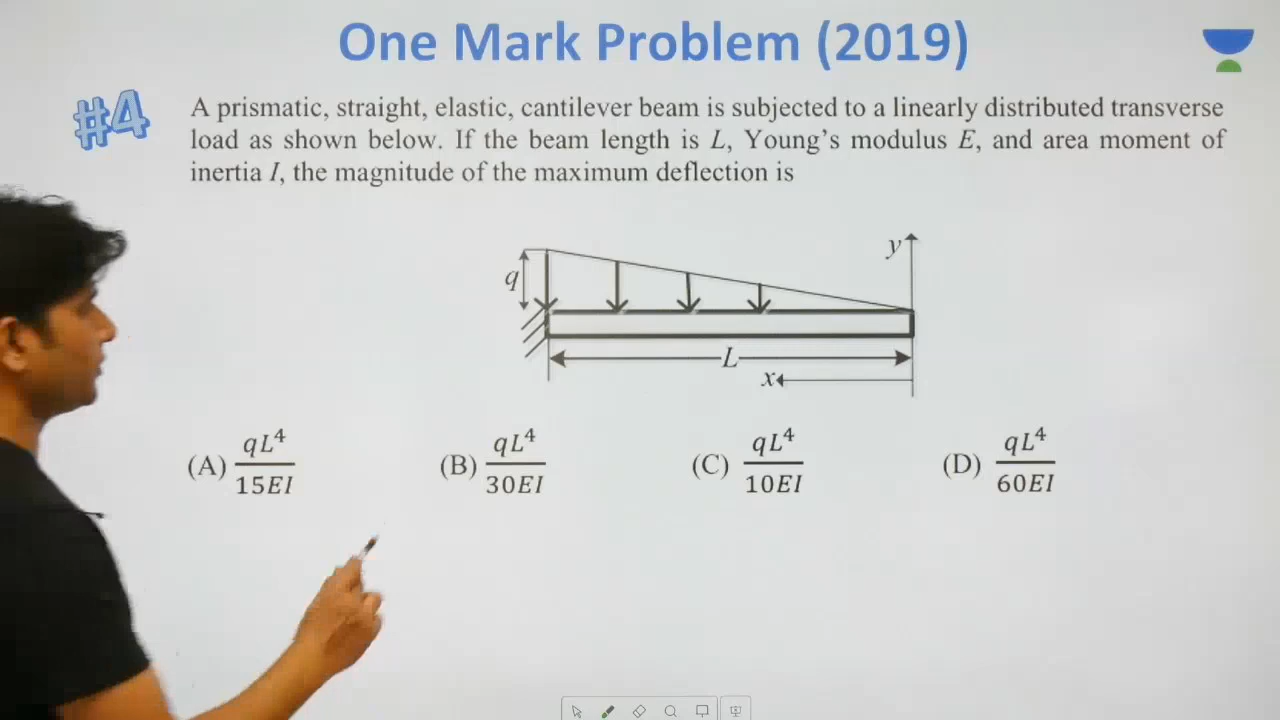 One Mark Problem (2019)
#4
A prismatic, straight, elastic, cantilever beam is subjected to a linearly distributed transverse
load as shown below. If the beam length is L, Young's modulus E, and area moment of
inertia I, the magnitude of the maximum deflection is
y
q
L
x
(A) qL⁴/15EI (B) qL⁴/30EI (C) qL⁴/10EI (D) qL⁴/60EI